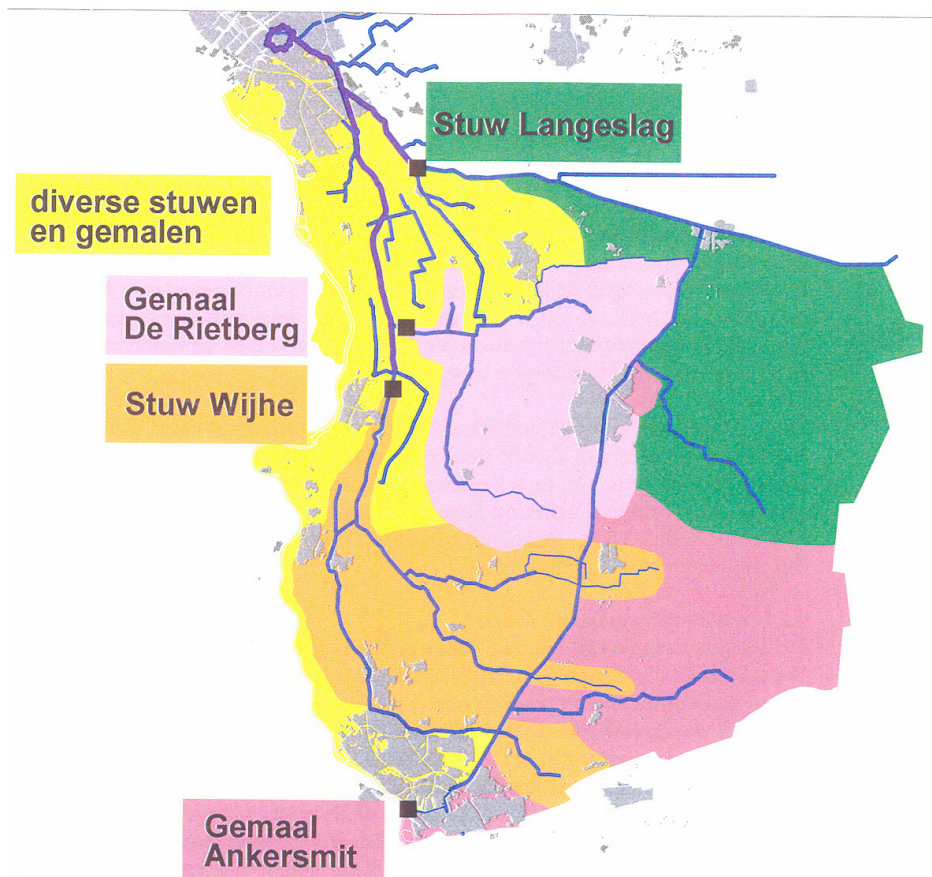 Stuw Langeslag
diverse stuwen
en gemalen
Gemaal
De Rietberg
Stuw Wijhe
Gemaal
Ankersmit